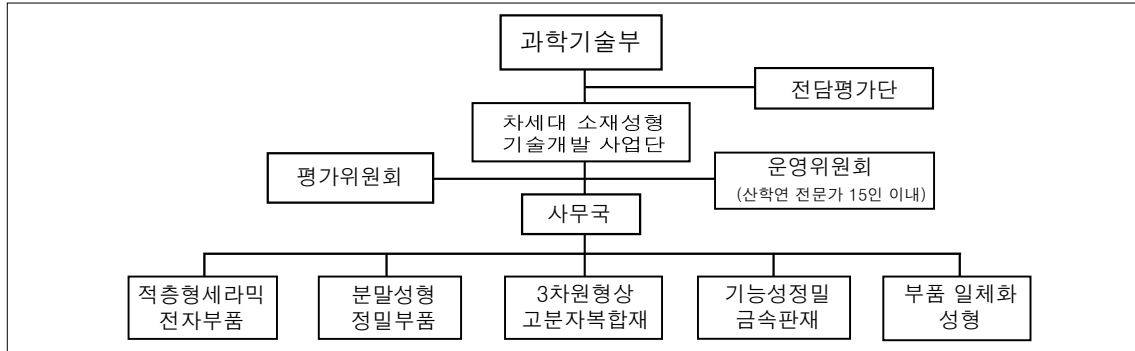 과학기술부
전담평가단
차세대 소재성형
기술개발 사업단
평가위원회
운영위원회
(산학연 전문가 15인 이내)
사무국
적층형세라믹
전자부품
분말성형
정밀부품
3차원형상
고분자복합재
기능성정밀
금속판재
부품 일체화
성형